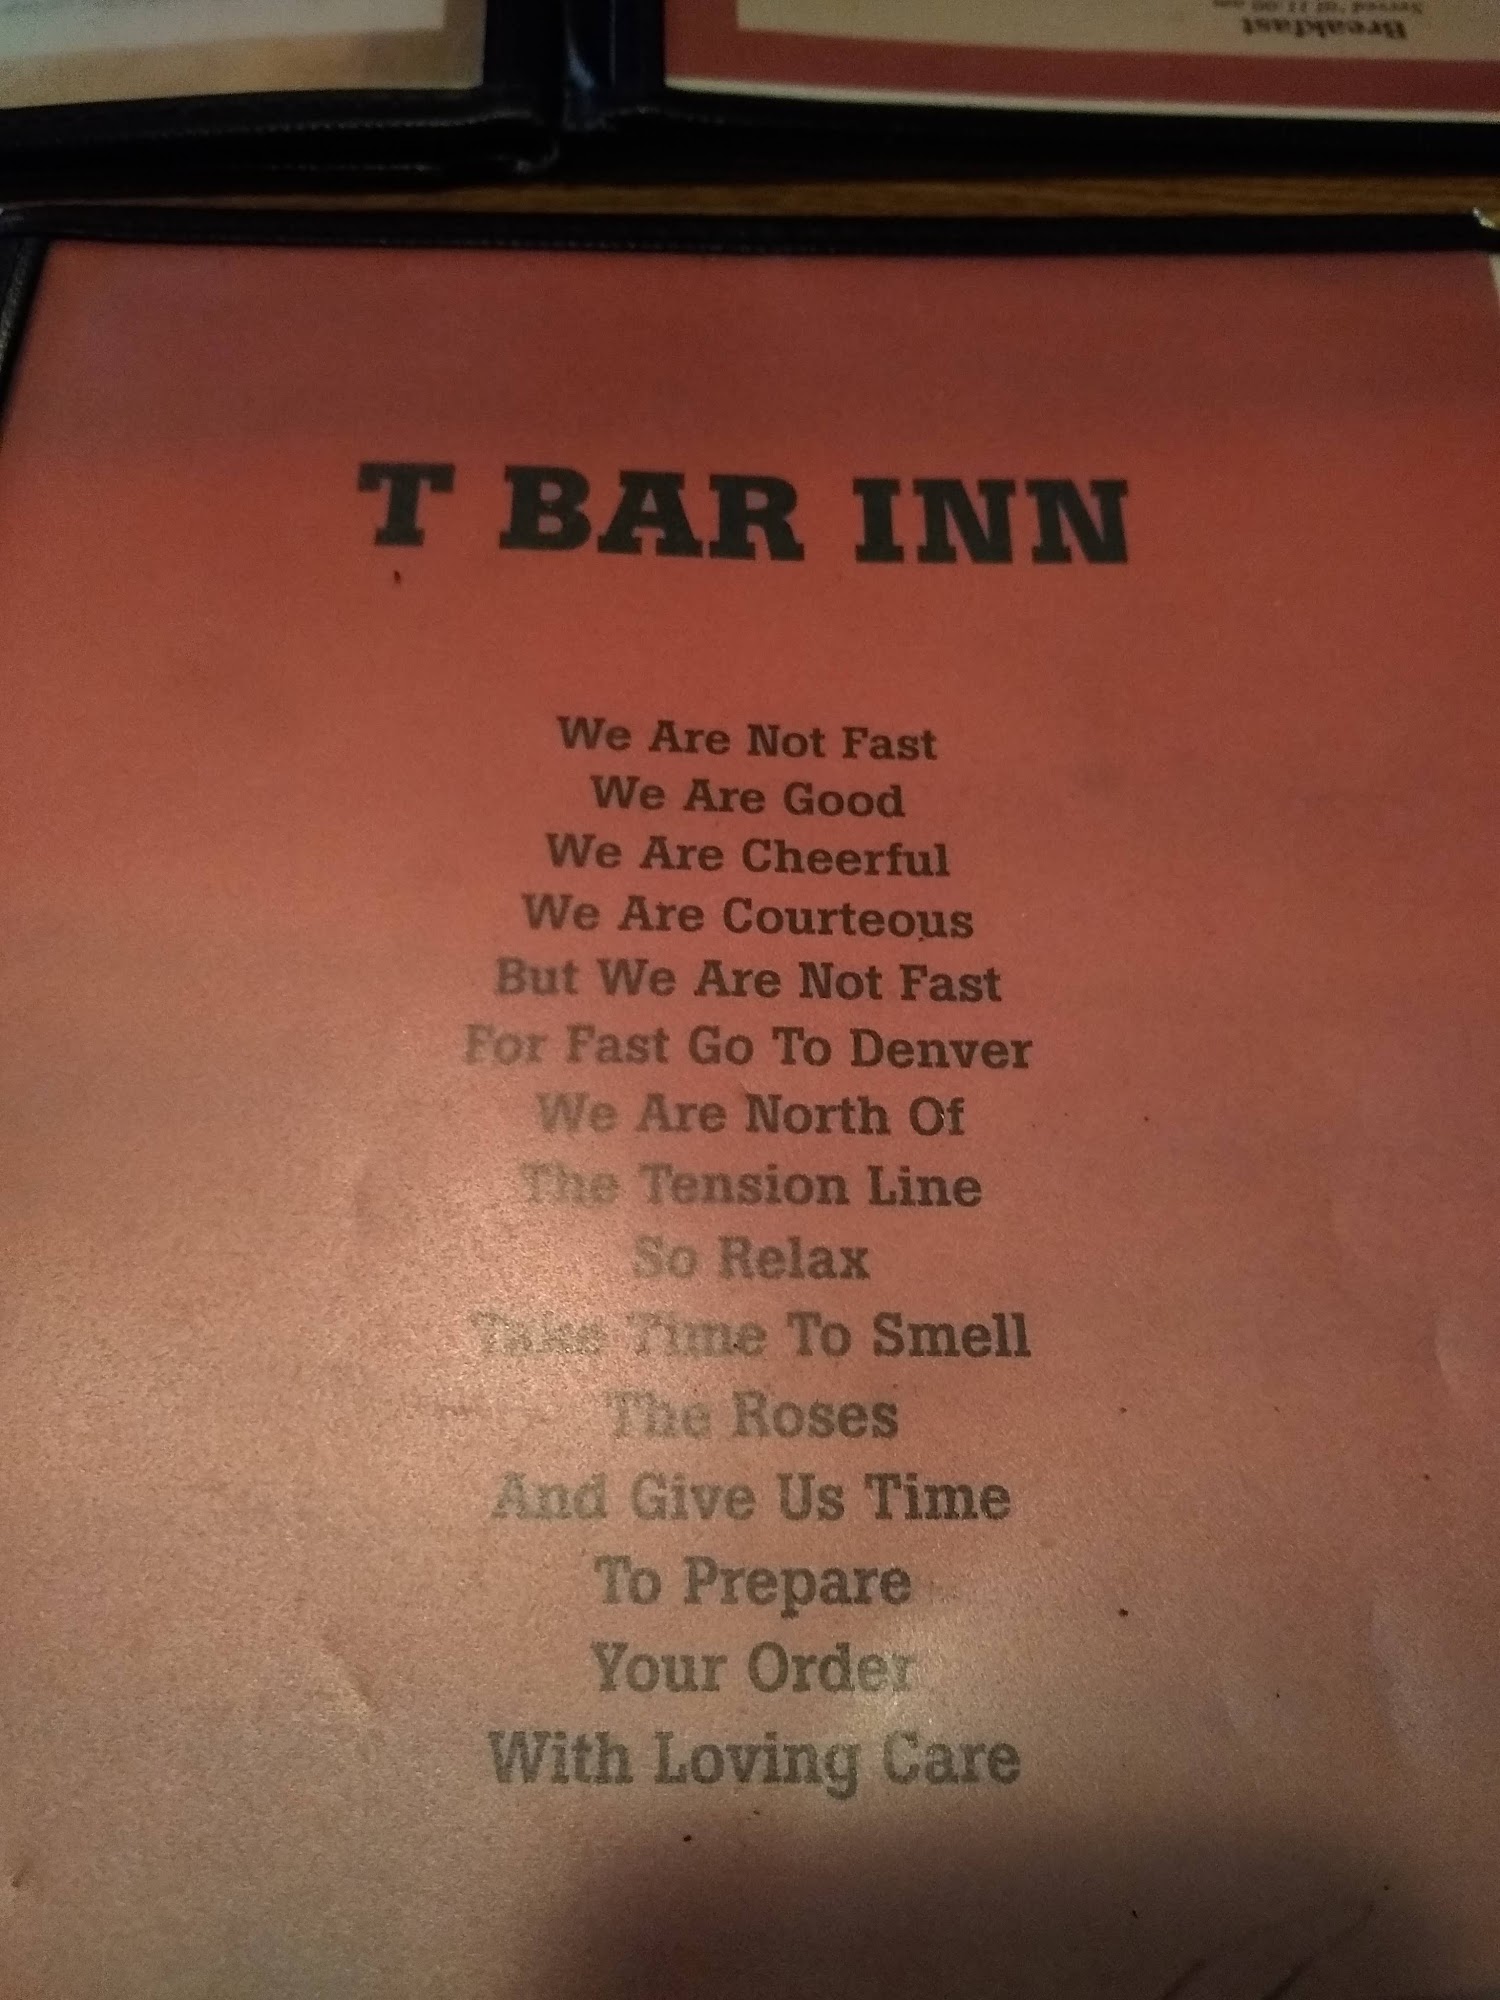 Breakfast
T BAR INN
We Are Not Fast
We Are Good
We Are Cheerful
We Are Courteous
But We Are Not Fast
For Fast Go To Denver
We Are North Of
The Tension Line
So Relax
Take Time To Smell
The Roses
And Give Us Time
To Prepare
Your Order
With Loving Care